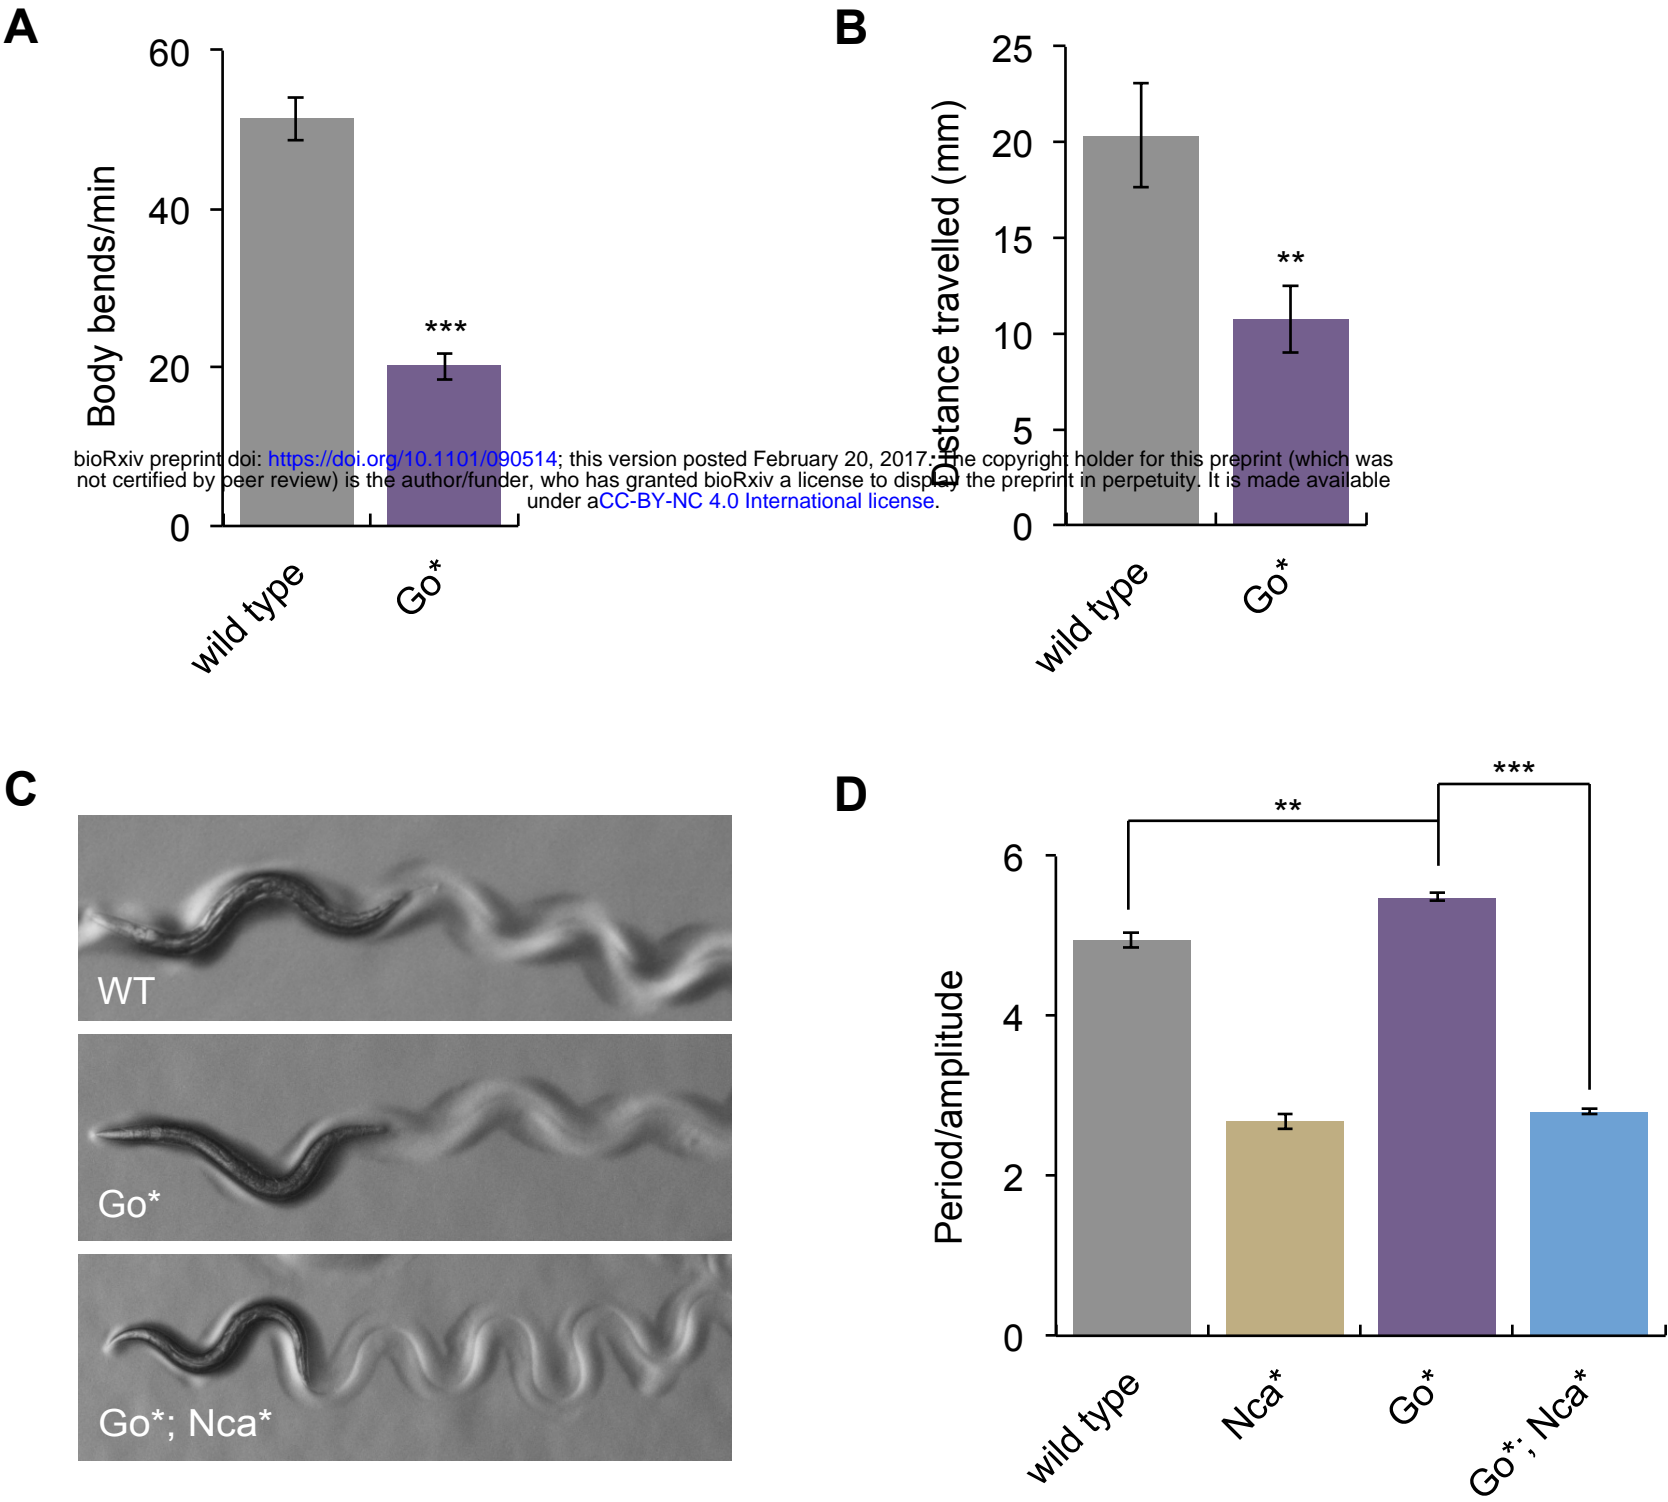 A
60
40
20
0
Body bends/min
***
wild type
Go*
B
25
20
15
10
5
0
Distance travelled (mm)
**
wild type
Go*
bioRxiv preprint doi: https://doi.org/10.1101/090514; this version posted February 20, 2017. The copyright holder for this preprint (which was
not certified by peer review) is the author/funder, who has granted bioRxiv a license to display the preprint in perpetuity. It is made available
under aCC-BY-NC 4.0 International license.
C
WT
Go*
Go*; Nca*
D
***
**
6
4
2
0
Period/amplitude
wild type
Nca*
Go*
Go*; Nca*